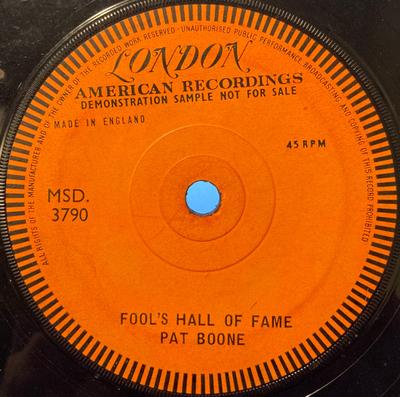 ALL RIGHTS OF THE MANUFACTURER AND OF THE OWNER OF THE RECORDED WORK RESERVED - UNAUTHORISED PUBLIC PERFORMANCE, BROADCASTING AND COPYING OF THIS RECORD PROHIBITED
LONDON
AMERICAN RECORDINGS
DEMONSTRATION SAMPLE NOT FOR SALE
MADE IN ENGLAND
45 RPM
MSD.
3790
FOOL'S HALL OF FAME
PAT BOONE